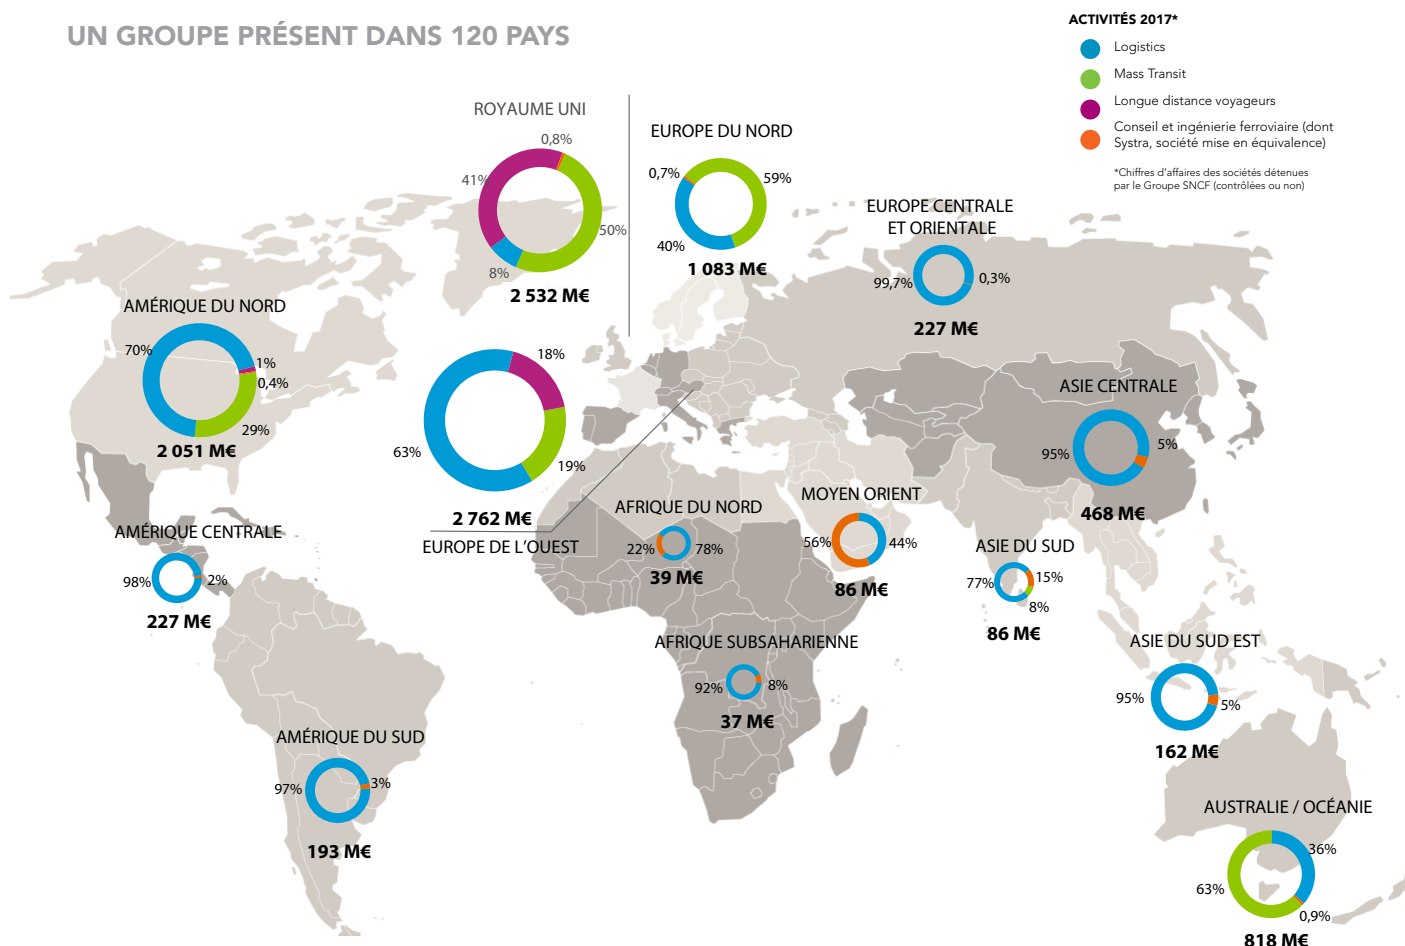 UN GROUPE PRÉSENT DANS 120 PAYS
ACTIVITÉS 2017*
Logistics
Mass Transit
Longue distance voyageurs
Conseil et ingénierie ferroviaire (dont
Systra, société mise en équivalence)
*Chiffres d'affaires des sociétés détenues
par le Groupe SNCF (contrôlées ou non)
ROYAUME UNI
0,8%
41%
50%
8%
2 532 M€
EUROPE DU NORD
0,7%
59%
40%
1 083 M€
EUROPE CENTRALE
ET ORIENTALE
99,7%
0,3%
227 M€
AMÉRIQUE DU NORD
70%
1%
0,4%
29%
2 051 M€
18%
63%
19%
2 762 M€
EUROPE DE L'OUEST
ASIE CENTRALE
95%
5%
468 M€
AFRIQUE DU NORD
22%
78%
39 M€
MOYEN ORIENT
56%
44%
86 M€
ASIE DU SUD
77%
15%
8%
86 M€
AMÉRIQUE CENTRALE
98%
2%
227 M€
AFRIQUE SUBSAHARIENNE
92%
8%
37 M€
ASIE DU SUD EST
95%
5%
162 M€
AMÉRIQUE DU SUD
97%
3%
193 M€
AUSTRALIE / OCÉANIE
36%
63%
0,9%
818 M€